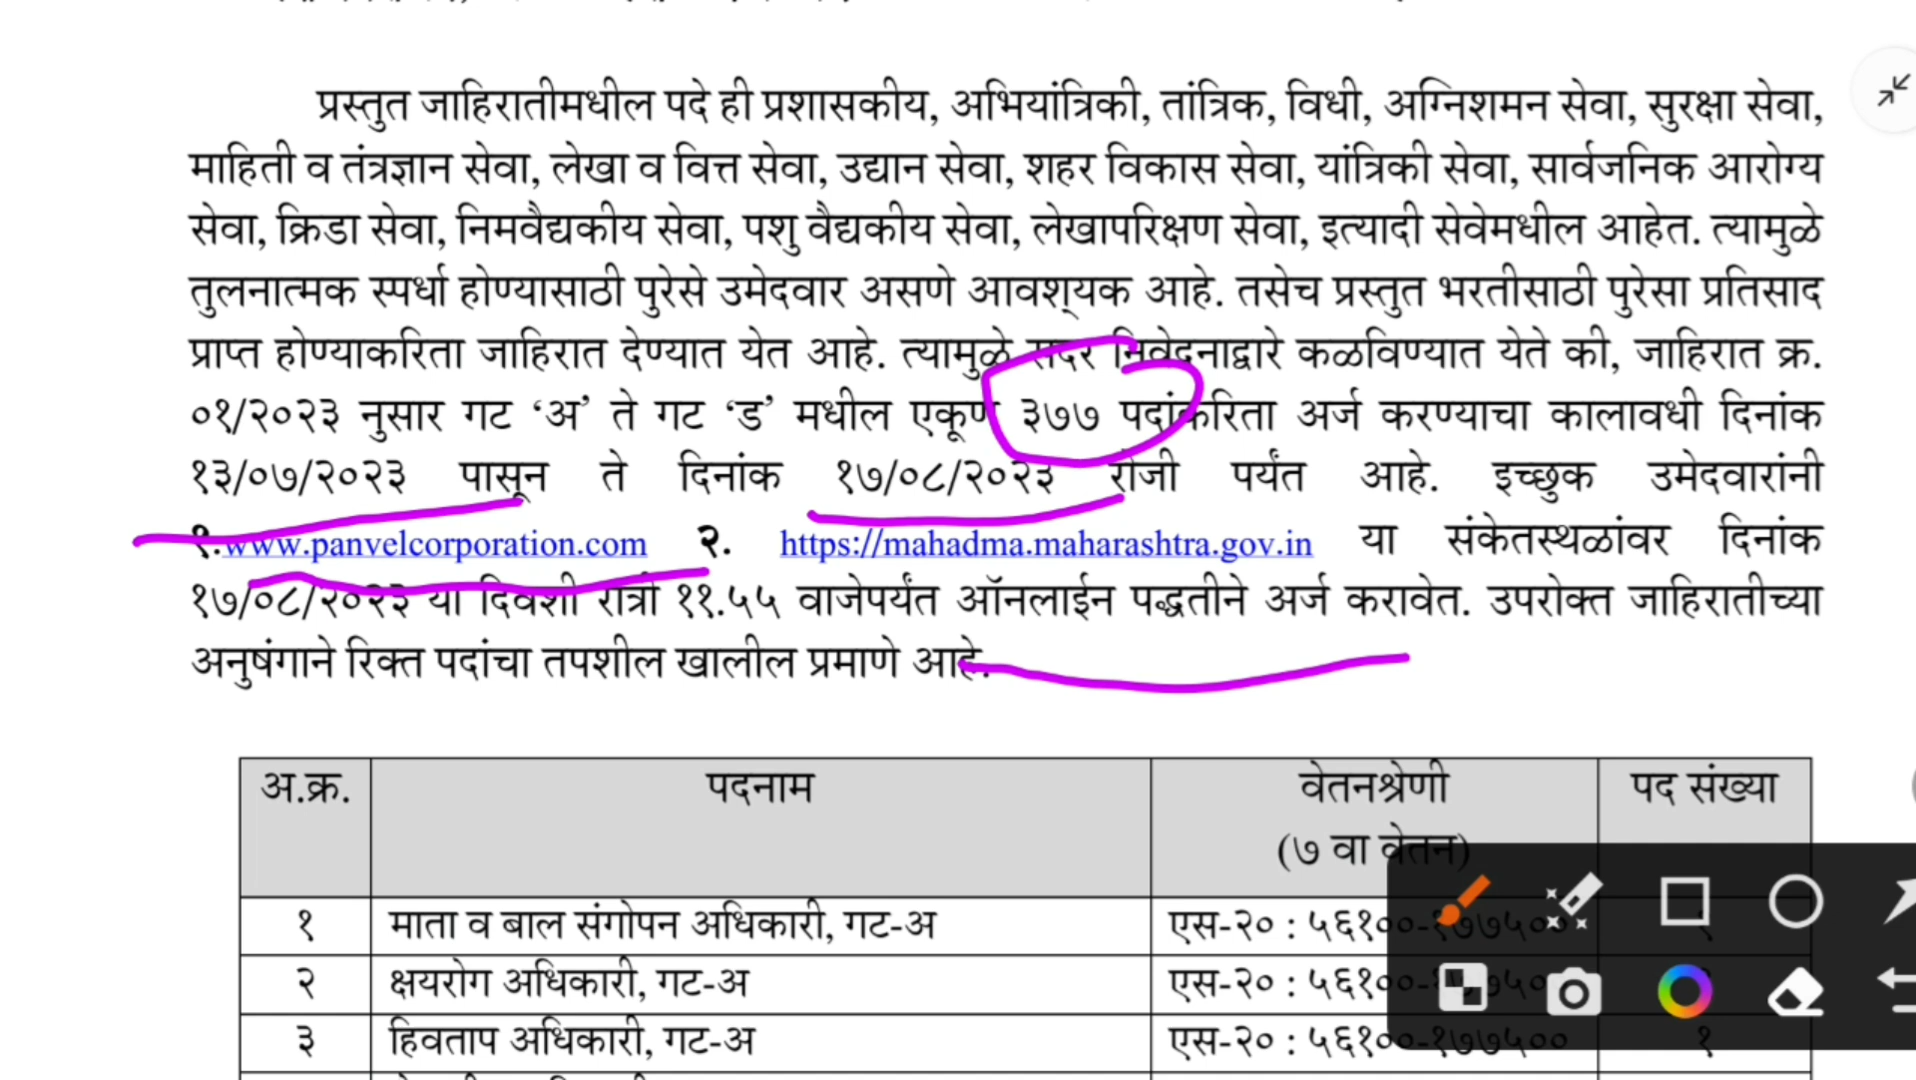 प्रस्तुत जाहिरातीमधील पदे ही प्रशासकीय, अभियांत्रिकी, तांत्रिक, विधी, अग्निशमन सेवा, सुरक्षा सेवा,
माहिती व तंत्रज्ञान सेवा, लेखा व वित्त सेवा, उद्यान सेवा, शहर विकास सेवा, यांत्रिकी सेवा, सार्वजनिक आरोग्य
सेवा, क्रिडा सेवा, निमवैद्यकीय सेवा, पशु वैद्यकीय सेवा, लेखापरिक्षण सेवा, इत्यादी सेवेमधील आहेत. त्यामुळे
तुलनात्मक स्पर्धा होण्यासाठी पुरेसे उमेदवार असणे आवश्यक आहे. तसेच प्रस्तुत भरतीसाठी पुरेसा प्रतिसाद
प्राप्त होण्याकरिता जाहिरात देण्यात येत आहे. त्यामुळे सदर निवेदनाद्वारे कळविण्यात येते की, जाहिरात क्र.
०१/२०२३ नुसार गट ‘अ’ ते गट ‘ड’ मधील एकूण ३७७ पदांकरिता अर्ज करण्याचा कालावधी दिनांक
१३/०७/२०२३ पासून ते दिनांक १७/०८/२०२३ रोजी पर्यंत आहे. इच्छुक उमेदवारांनी
१.www.panvelcorporation.com २. https://mahadma.maharashtra.gov.in या संकेतस्थळांवर दिनांक
१७/०८/२०२३ या दिवशी रात्री ११.५५ वाजेपर्यंत ऑनलाईन पद्धतीने अर्ज करावेत. उपरोक्त जाहिरातीच्या
अनुषंगाने रिक्त पदांचा तपशील खालील प्रमाणे आहे.
अ.क्र. पदनाम वेतनश्रेणी पद संख्या
(७ वा वेतन)
१ माता व बाल संगोपन अधिकारी, गट-अ एस-२० : ५६१००-१७७५०० १
२ क्षयरोग अधिकारी, गट-अ एस-२० : ५६१००
३ हिवताप अधिकारी, गट-अ एस-२० : ५६१००-१७७५०० १